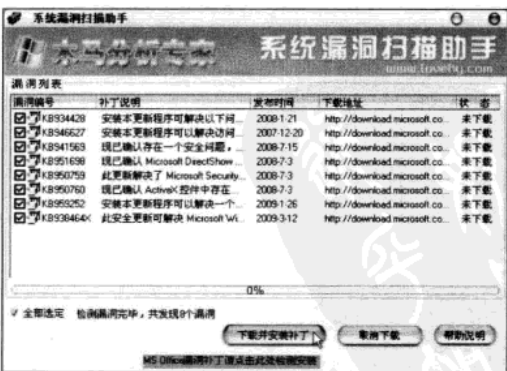 系统漏洞扫描助手
木马分析专家 系统漏洞扫描助手
www.lovehy.com
漏洞列表
漏洞编号 补丁说明 发布时间 下载地址 状 态
KB934428 安装本更新程序可解决以下问... 2008-1-21 http://download.microsoft.co... 未下载
KB946627 安装本更新程序可以解决访问... 2007-12-20 http://download.microsoft.co... 未下载
KB941569 现已确认存在一个安全问题，... 2008-7-15 http://download.microsoft.co... 未下载
KB951698 现已确认 Microsoft DirectShow ... 2008-7-3 http://download.microsoft.co... 未下载
KB950759 此更新解决了 Microsoft Security... 2008-7-3 http://download.microsoft.co... 未下载
KB950760 现已确认 ActiveX 控件中存在... 2008-7-3 http://download.microsoft.co... 未下载
KB959252 安装本更新程序可以解决一个... 2009-1-26 http://download.microsoft.co... 未下载
KB938464X 此安全更新可解决 Microsoft Wi... 2009-3-12 http://download.microsoft.co... 未下载
0%
全部选定 检测漏洞完毕，共发现8个漏洞
下载并安装补丁 取消下载 帮助说明
MS Office漏洞补丁请点击此处检测安装